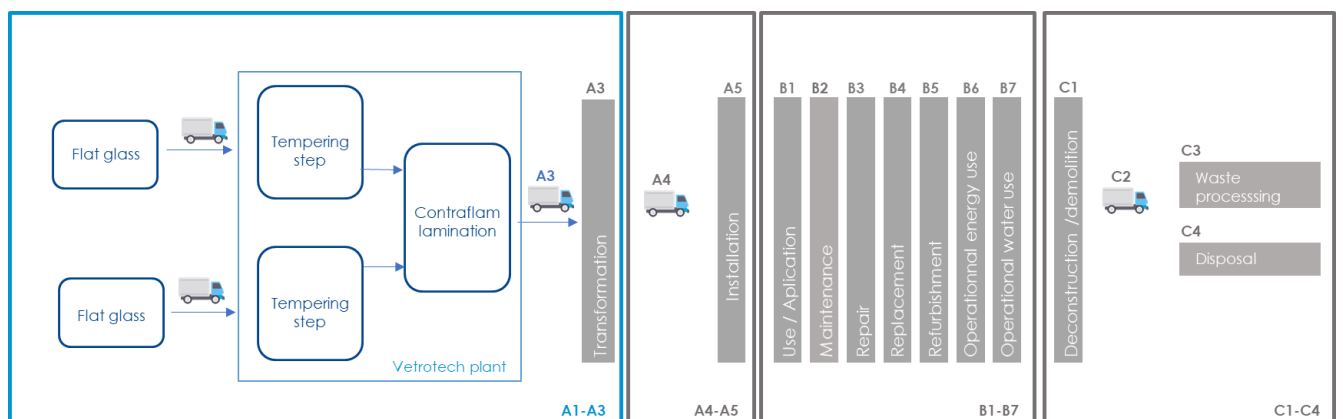 Flat glass
Flat glass
Tempering
step
Tempering
step
Contraflam
lamination
Vetrotech plant
A3
A3
Transformation
A1-A3
A4
A5
Installation
A4-A5
B1
Use / Aplication
B2
Maintenance
B3
Repair
B4
Replacement
B5
Refurbishment
B6
Operationnal energy use
B7
Operational water use
B1-B7
C1
Deconstruction /demolition
C2
C3
Waste
processsing
C4
Disposal
C1-C4